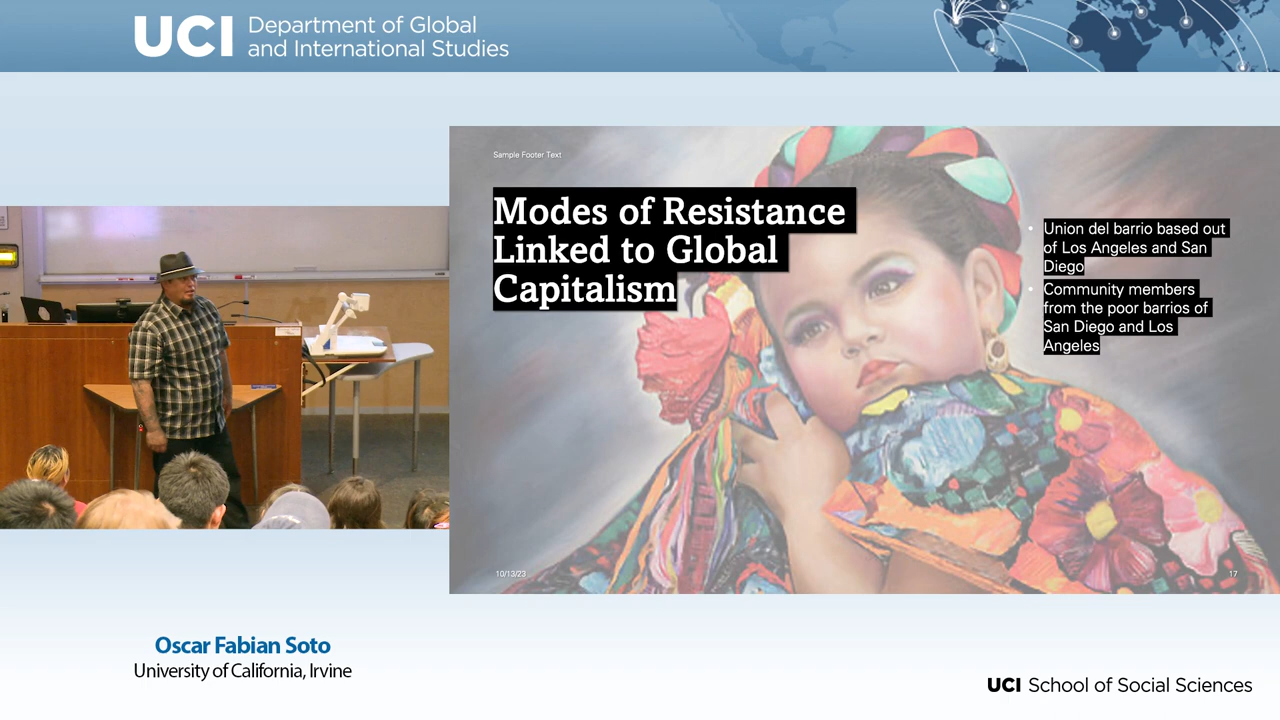 UCI Department of Global
and International Studies
Sample Footer Text
Modes of Resistance
Linked to Global
Capitalism
• Union del barrio based out
of Los Angeles and San
Diego
• Community members
from the poor barrios of
San Diego and Los
Angeles
10/13/23
17
Oscar Fabian Soto
University of California, Irvine
UCI School of Social Sciences